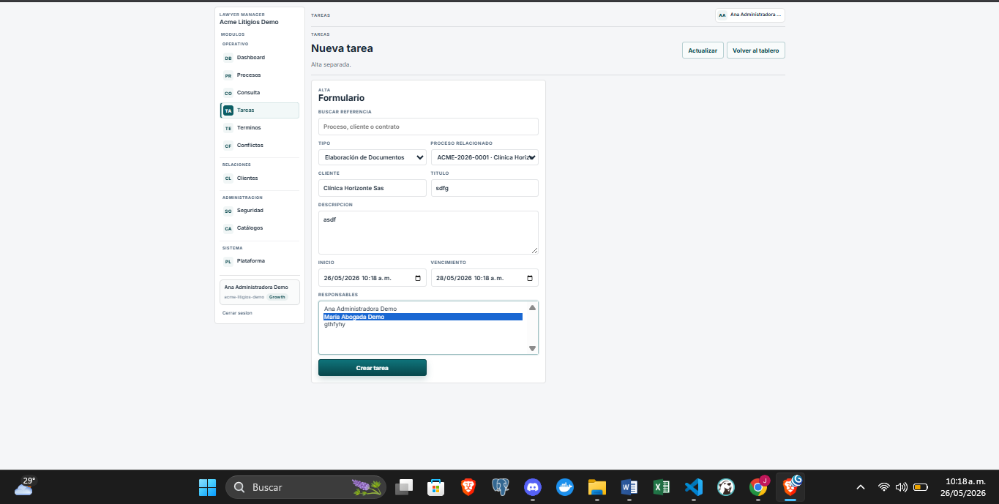 LAWYER MANAGER
Acme Litigios Demo
MODULOS
OPERATIVO
DB Dashboard
PR Procesos
CO Consulta
TA Tareas
TE Terminos
CF Conflictos
RELACIONES
CL Clientes
ADMINISTRACION
SG Seguridad
CA Catálogos
SISTEMA
PL Plataforma
Ana Administradora Demo
acme-litigios-demo Growth
Cerrar sesion
TAREAS
AA Ana Administradora ...
TAREAS
Nueva tarea
Alta separada.
Actualizar Volver al tablero
ALTA
Formulario
BUSCAR REFERENCIA
Proceso, cliente o contrato
TIPO PROCESO RELACIONADO
Elaboración de Documentos ACME-2026-0001 · Clínica Horiz
CLIENTE TITULO
Clínica Horizonte Sas sdfg
DESCRIPCION
asdf
INICIO VENCIMIENTO
26/05/2026 10:18 a. m. 28/05/2026 10:18 a. m.
RESPONSABLES
Ana Administradora Demo
María Abogada Demo
gthfyhy
Crear tarea
29°
Buscar
J
10:18 a. m.
26/05/2026